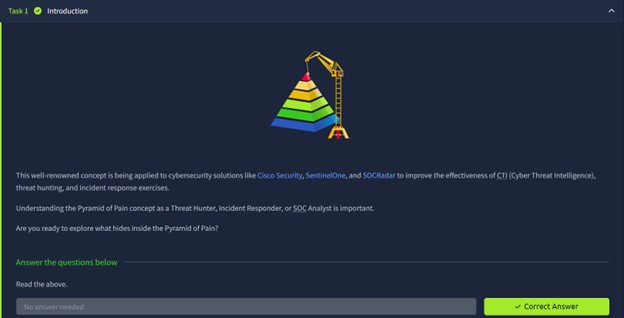 Task 1 Introduction
This well-renowned concept is being applied to cybersecurity solutions like Cisco Security, SentinelOne, and SOCRadar to improve the effectiveness of CTI (Cyber Threat Intelligence),
threat hunting, and incident response exercises.
Understanding the Pyramid of Pain concept as a Threat Hunter, Incident Responder, or SOC Analyst is important.
Are you ready to explore what hides inside the Pyramid of Pain?
Answer the questions below
Read the above.
No answer needed ✓ Correct Answer